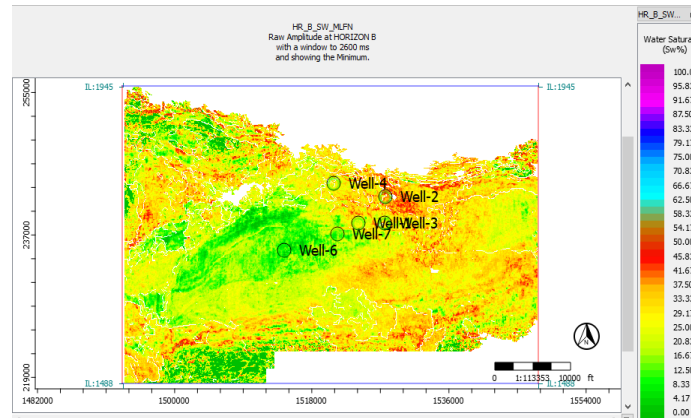 HR_B_SW_MLFN
Raw Amplitude at HORIZON B
with a window to 2600 ms
and showing the Minimum.
HR_B_SW...
Water Satura
(Sw%)
IL:1945
IL:1945
255000
237000
219000
Well-4
Well-2
Well-3
Well-7
Well-6
IL:1488
IL:1488
N
0
1:113353
10000
ft
1482000
1500000
1518000
1536000
1554000
100.0
95.83
91.67
87.50
83.33
79.17
75.00
70.83
66.67
62.50
58.33
54.17
50.00
45.83
41.66
37.50
33.33
29.17
25.00
20.83
16.67
12.50
8.33
4.17
0.00